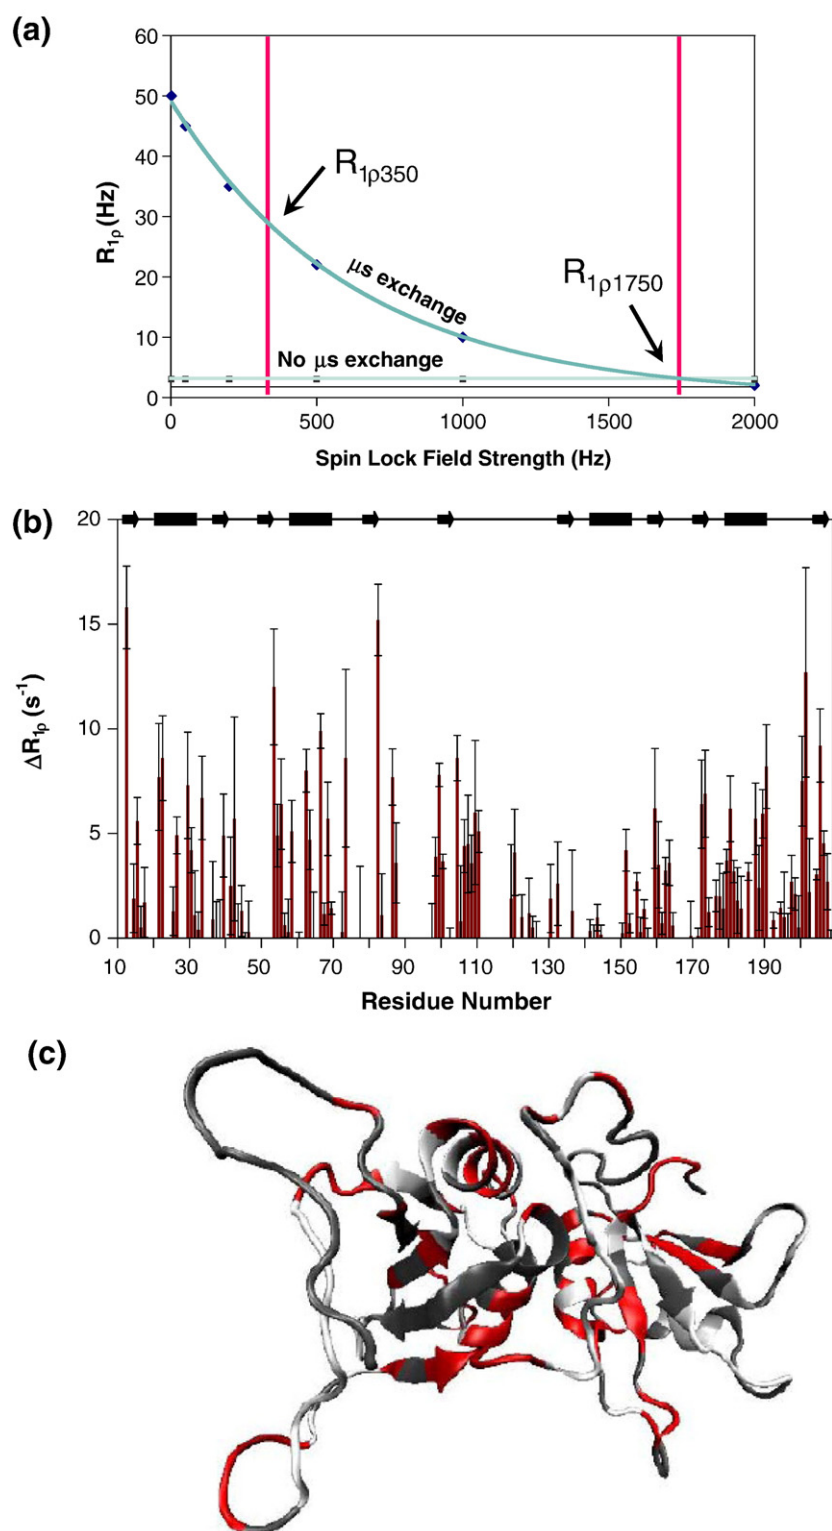 (a)
60
50
40
30
20
10
0
R1ρ (Hz)
R1ρ350
μs exchange
R1ρ1750
No μs exchange
0 500 1000 1500 2000
Spin Lock Field Strength (Hz)
(b)
20
15
10
5
0
ΔR1ρ (s-1)
10 30 50 70 90 110 130 150 170 190
Residue Number
(c)